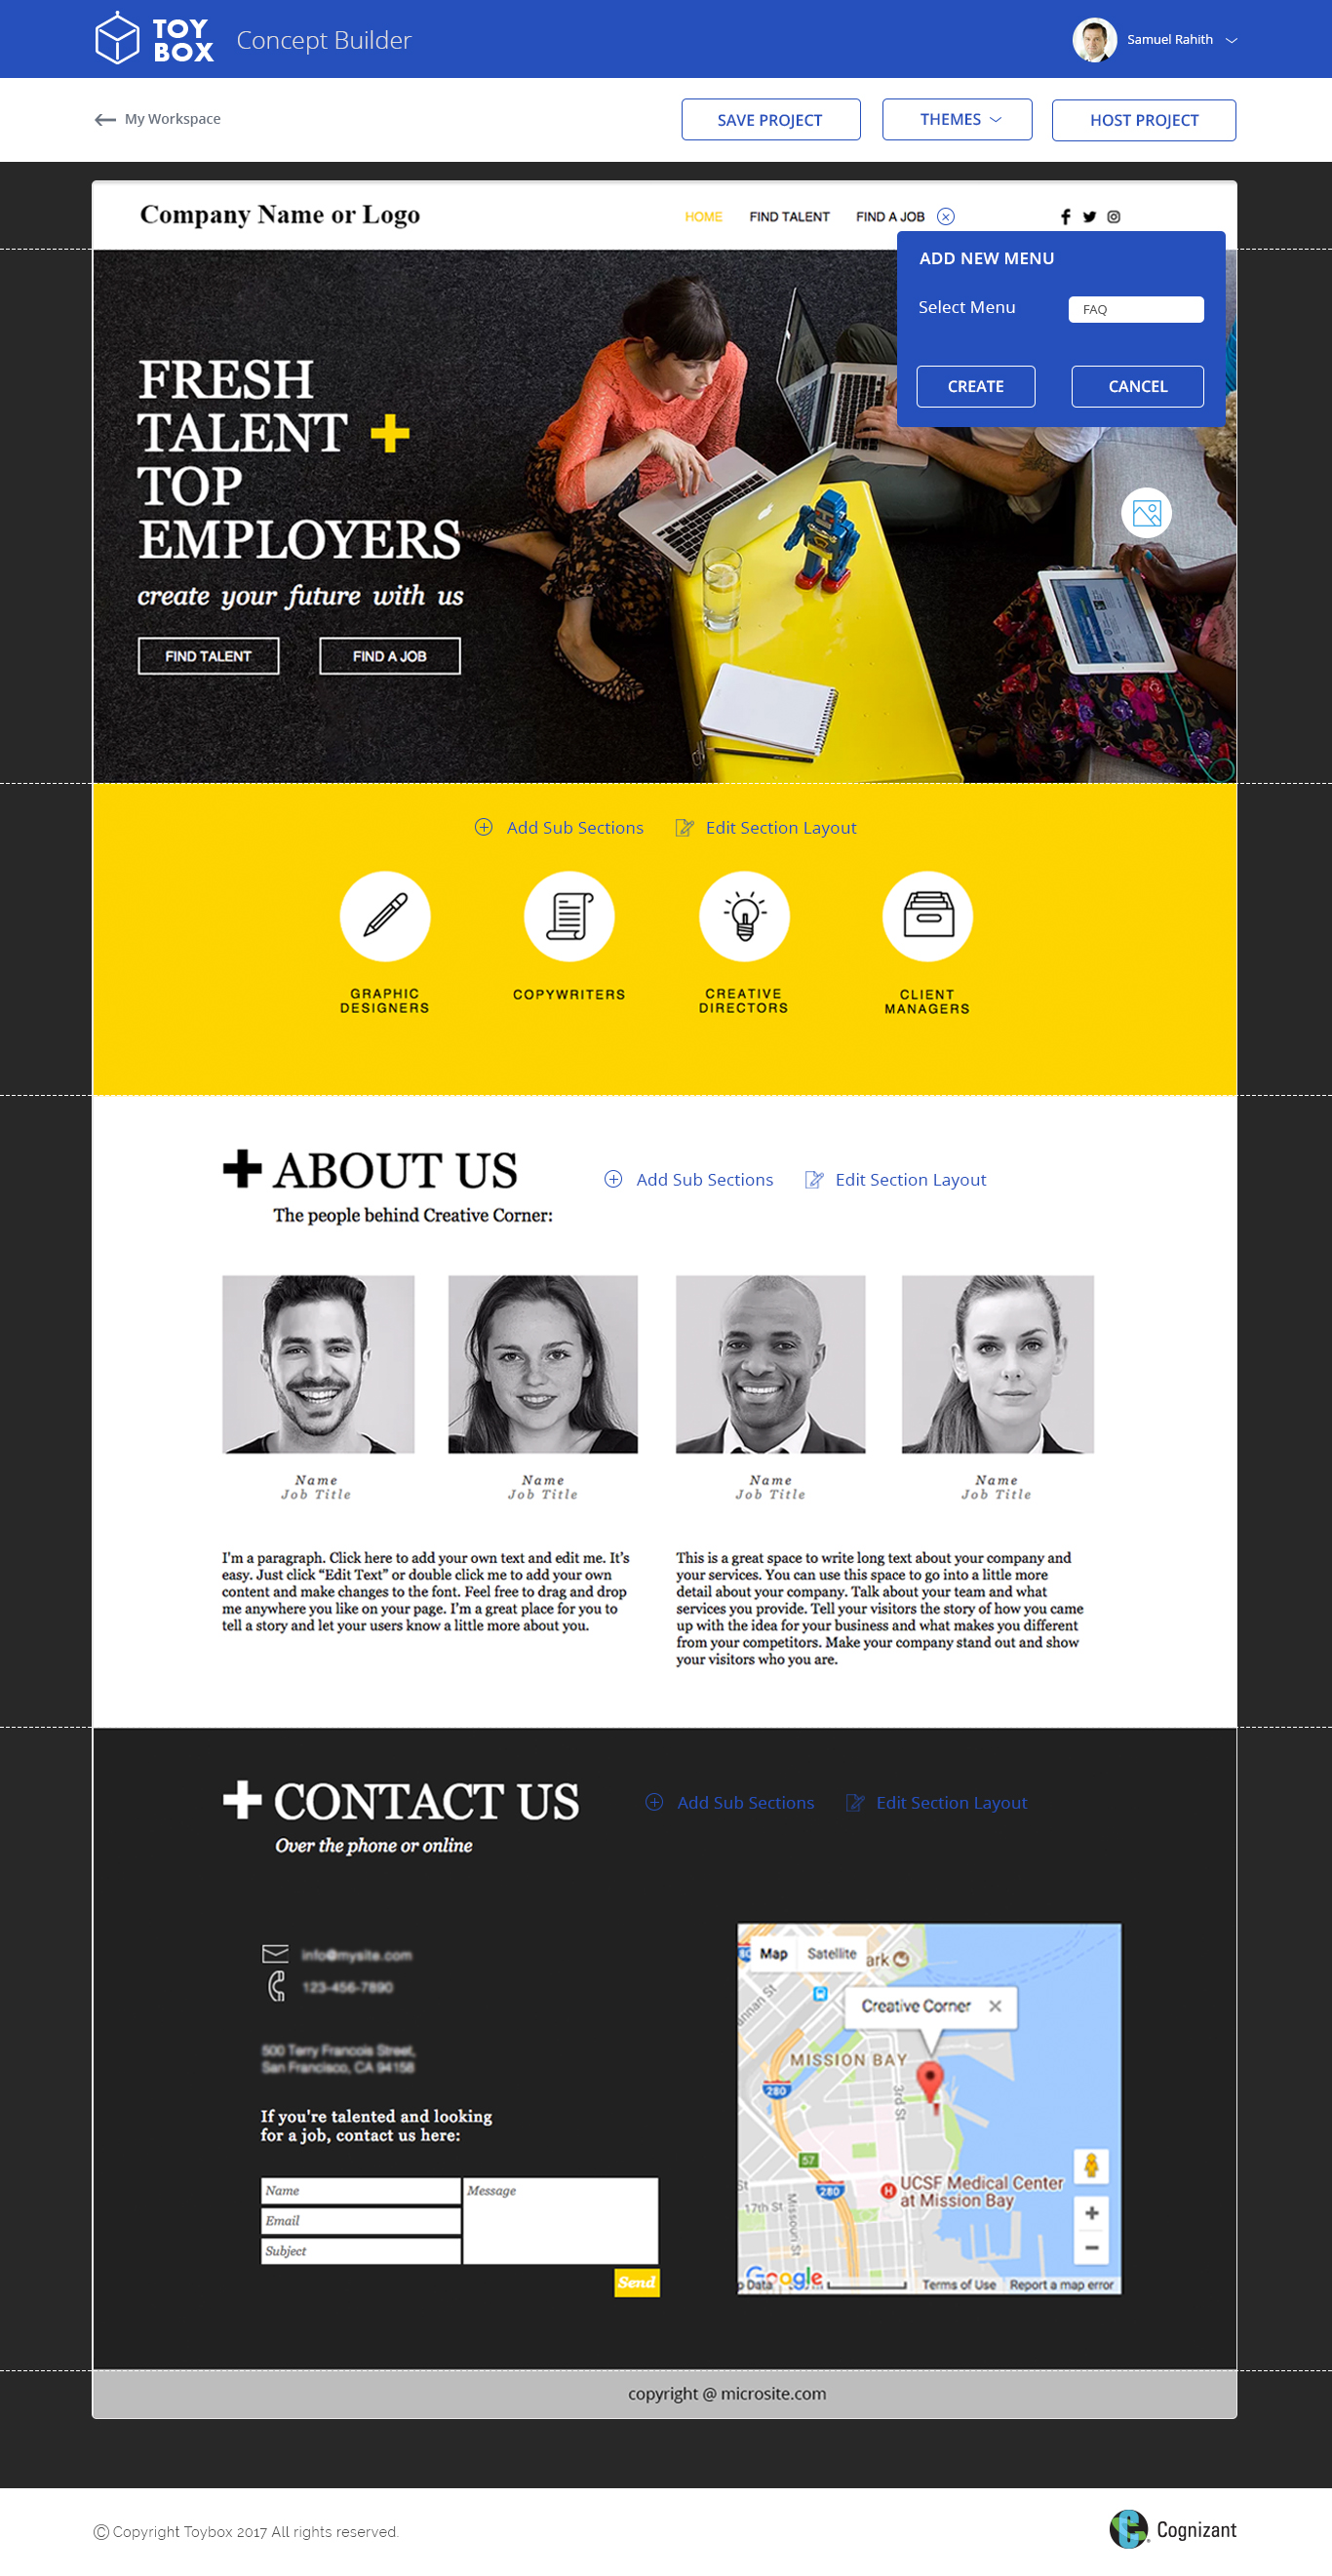 TOY
BOX
Concept Builder
Samuel Rahith
My Workspace
SAVE PROJECT
THEMES
HOST PROJECT
Company Name or Logo
HOME
FIND TALENT
FIND A JOB
ADD NEW MENU
Select Menu
FAQ
CREATE
CANCEL
FRESH
TALENT +
TOP
EMPLOYERS
create your future with us
FIND TALENT
FIND A JOB
Add Sub Sections
Edit Section Layout
GRAPHIC
DESIGNERS
COPYWRITERS
CREATIVE
DIRECTORS
CLIENT
MANAGERS
+ ABOUT US
Add Sub Sections
Edit Section Layout
The people behind Creative Corner:
Name
Job Title
Name
Job Title
Name
Job Title
Name
Job Title
I'm a paragraph. Click here to add your own text and edit me. It's
easy. Just click “Edit Text” or double click me to add your own
content and make changes to the font. Feel free to drag and drop
me anywhere you like on your page. I'm a great place for you to
tell a story and let your users know a little more about you.
This is a great space to write long text about your company and
your services. You can use this space to go into a little more
detail about your company. Talk about your team and what
services you provide. Tell your visitors the story of how you came
up with the idea for your business and what makes you different
from your competitors. Make your company stand out and show
your visitors who you are.
+ CONTACT US
Add Sub Sections
Edit Section Layout
Over the phone or online
info@mysite.com
123-456-7890
500 Terry Francois Street,
San Francisco, CA 94158
If you're talented and looking
for a job, contact us here:
Name
Email
Subject
Message
Send
Map
Satellite
ark
annan St
Creative Corner
MISSION BAY
280
3rd St
57
280
UCSF Medical Center
at Mission Bay
17th St
Missouri St
Google
Data
Terms of Use
Report a map error
copyright @ microsite.com
© Copyright Toybox 2017 All rights reserved.
Cognizant